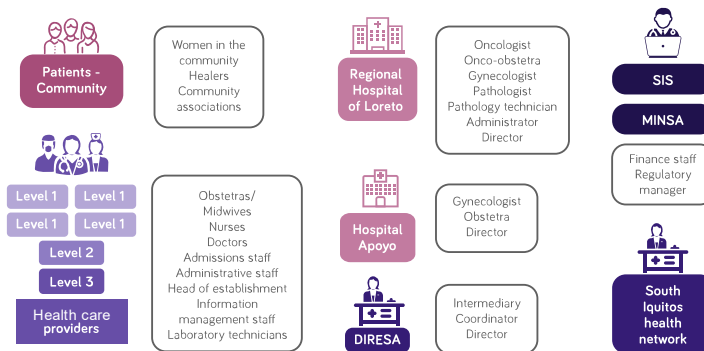 Patients -
Community
Women in the
community
Healers
Community
associations
Level 1
Level 1
Level 1
Level 1
Level 2
Level 3
Health care
providers
Obstetras/
Midwives
Nurses
Doctors
Admissions staff
Administrative staff
Head of establishment
Information
management staff
Laboratory technicians
Regional
Hospital
of Loreto
Oncologist
Onco-obstetra
Gynecologist
Pathologist
Pathology technician
Administrator
Director
Hospital
Apoyo
Gynecologist
Obstetra
Director
DIRESA
Intermediary
Coordinator
Director
SIS
MINSA
Finance staff
Regulatory
manager
South
Iquitos
health
network